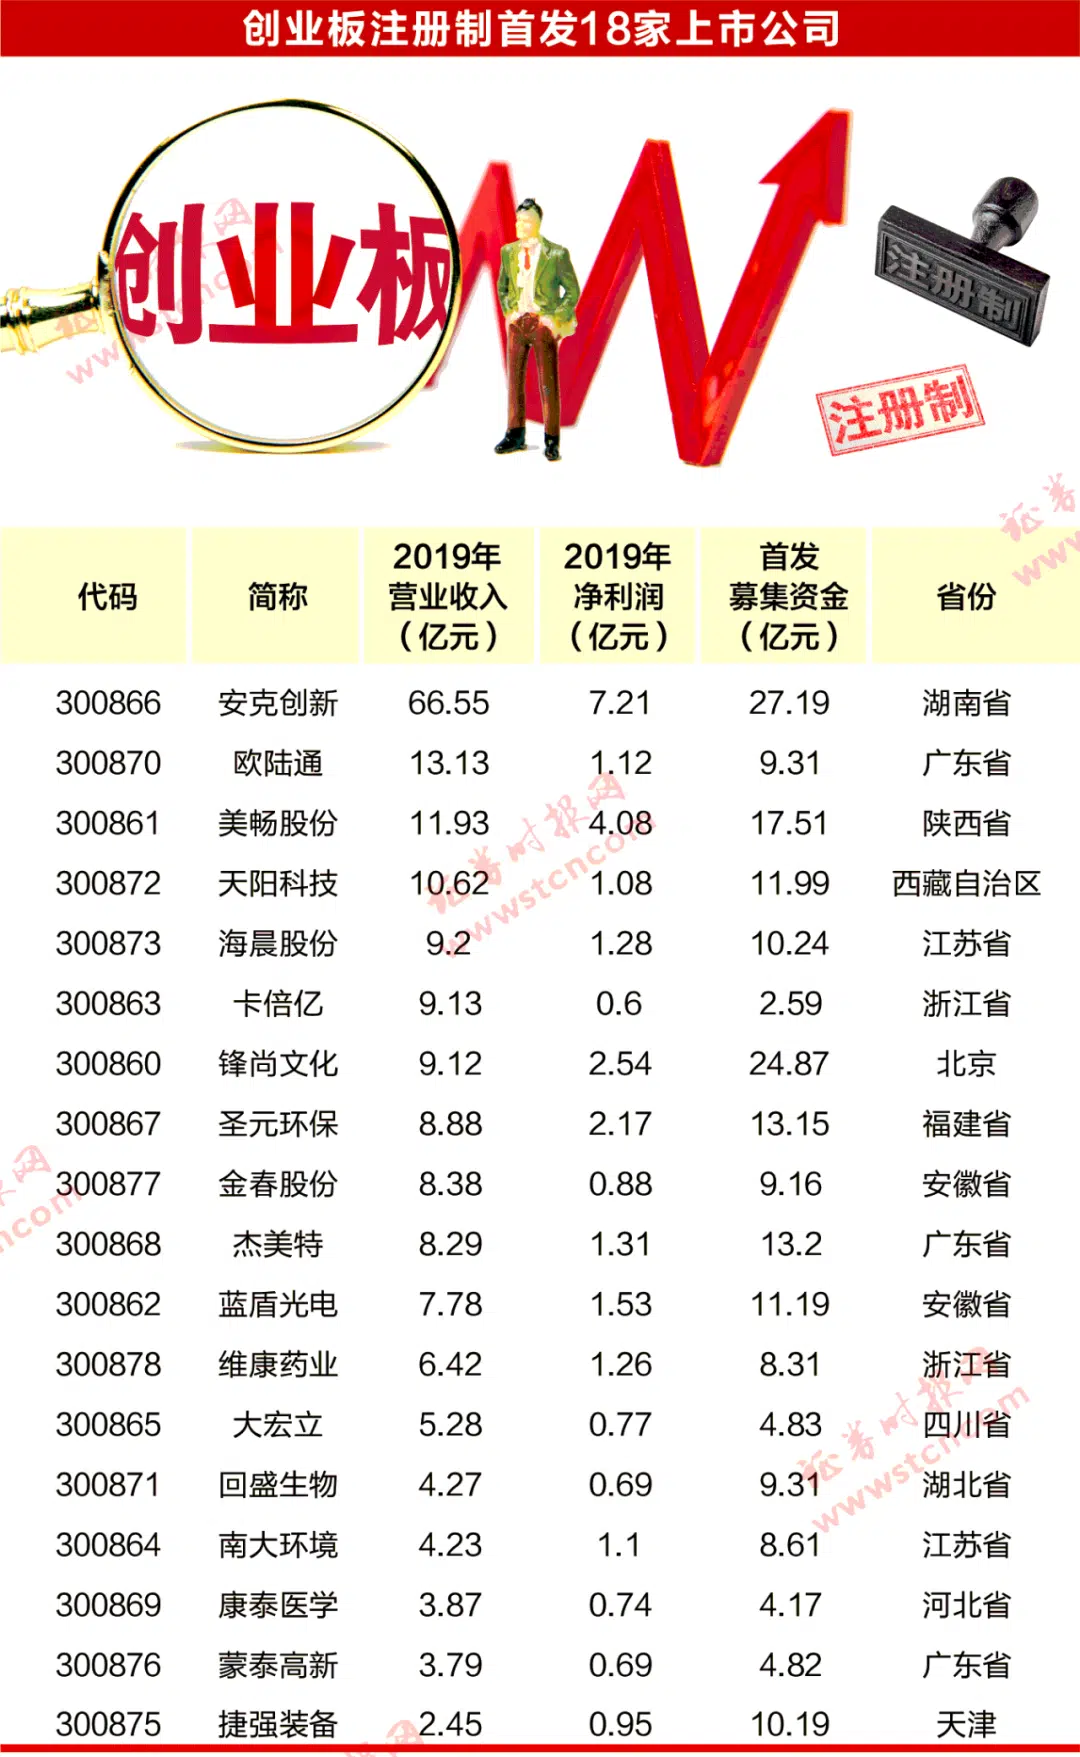 创业板注册制首发18家上市公司
创业板
注册制
注册制
证券时报网
www.stcn.com
代码 简称 2019年营业收入（亿元） 2019年净利润（亿元） 首发募集资金（亿元） 省份
300866 安克创新 66.55 7.21 27.19 湖南省
300870 欧陆通 13.13 1.12 9.31 广东省
300861 美畅股份 11.93 4.08 17.51 陕西省
300872 天阳科技 10.62 1.08 11.99 西藏自治区
300873 海晨股份 9.2 1.28 10.24 江苏省
300863 卡倍亿 9.13 0.6 2.59 浙江省
300860 锋尚文化 9.12 2.54 24.87 北京
300867 圣元环保 8.88 2.17 13.15 福建省
300877 金春股份 8.38 0.88 9.16 安徽省
300868 杰美特 8.29 1.31 13.2 广东省
300862 蓝盾光电 7.78 1.53 11.19 安徽省
300878 维康药业 6.42 1.26 8.31 浙江省
300865 大宏立 5.28 0.77 4.83 四川省
300871 回盛生物 4.27 0.69 9.31 湖北省
300864 南大环境 4.23 1.1 8.61 江苏省
300869 康泰医学 3.87 0.74 4.17 河北省
300876 蒙泰高新 3.79 0.69 4.82 广东省
300875 捷强装备 2.45 0.95 10.19 天津